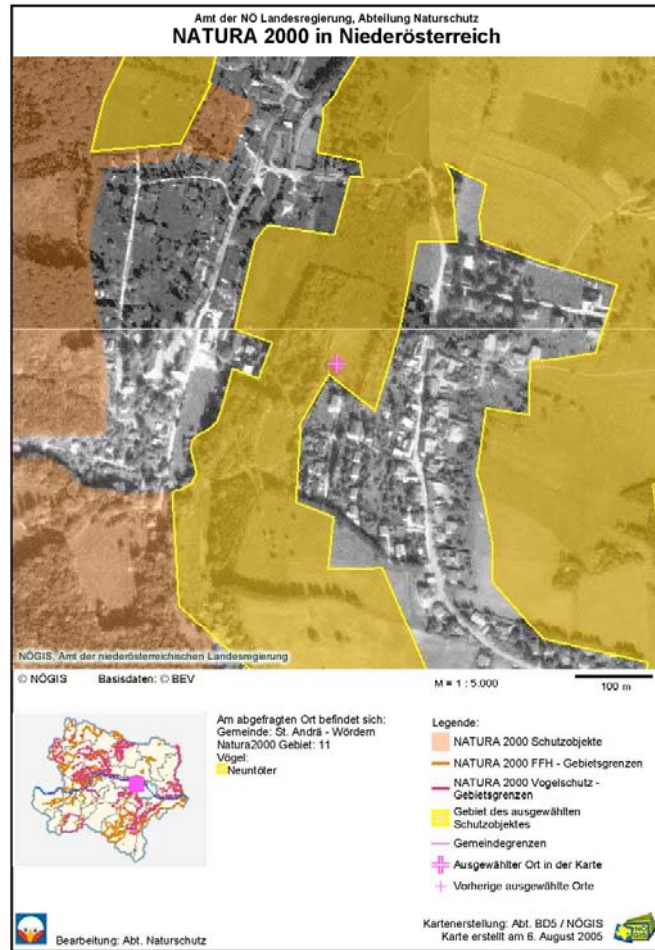 Amt der NÖ Landesregierung, Abteilung Naturschutz
NATURA 2000 in Niederösterreich
NÖGIS, Amt der niederösterreichischen Landesregierung
© NÖGIS Basisdaten: © BEV
M = 1 : 5.000
100 m
Am abgefragten Ort befindet sich:
Gemeinde: St. Andrä - Wördern
Natura2000 Gebiet: 11
Vögel:
Neuntöter
Legende:
NATURA 2000 Schutzobjekte
NATURA 2000 FFH - Gebietsgrenzen
NATURA 2000 Vogelschutz -
Gebietsgrenzen
Gebiet des ausgewählten
Schutzobjektes
Gemeindegrenzen
Ausgewählter Ort in der Karte
Vorherige ausgewählte Orte
Bearbeitung: Abt. Naturschutz
Kartenerstellung: Abt. BD5 / NÖGIS
Karte erstellt am 6. August 2005